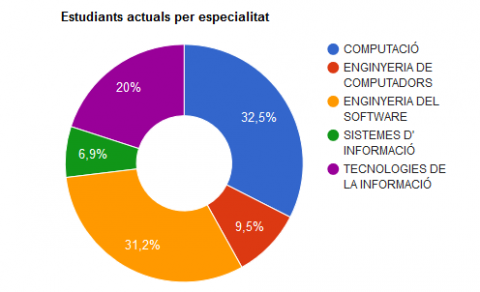 Estudiants actuals per especialitat
COMPUTACIÓ
ENGINYERIA DE
COMPUTADORS
ENGINYERIA DEL
SOFTWARE
SISTEMES D'
INFORMACIÓ
TECNOLOGIES DE
LA INFORMACIÓ
20%
32,5%
6,9%
9,5%
31,2%